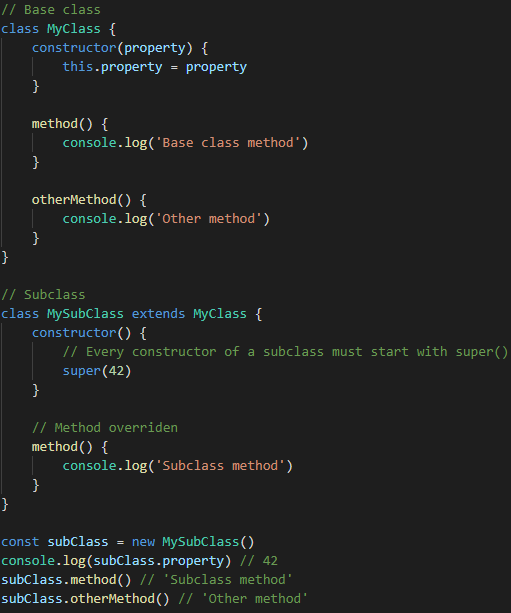 // Base class
class MyClass {
    constructor(property) {
        this.property = property
    }

    method() {
        console.log('Base class method')
    }

    otherMethod() {
        console.log('Other method')
    }
}

// Subclass
class MySubClass extends MyClass {
    constructor() {
        // Every constructor of a subclass must start with super()
        super(42)
    }

    // Method overriden
    method() {
        console.log('Subclass method')
    }
}

const subClass = new MySubClass()
console.log(subClass.property) // 42
subClass.method() // 'Subclass method'
subClass.otherMethod() // 'Other method'